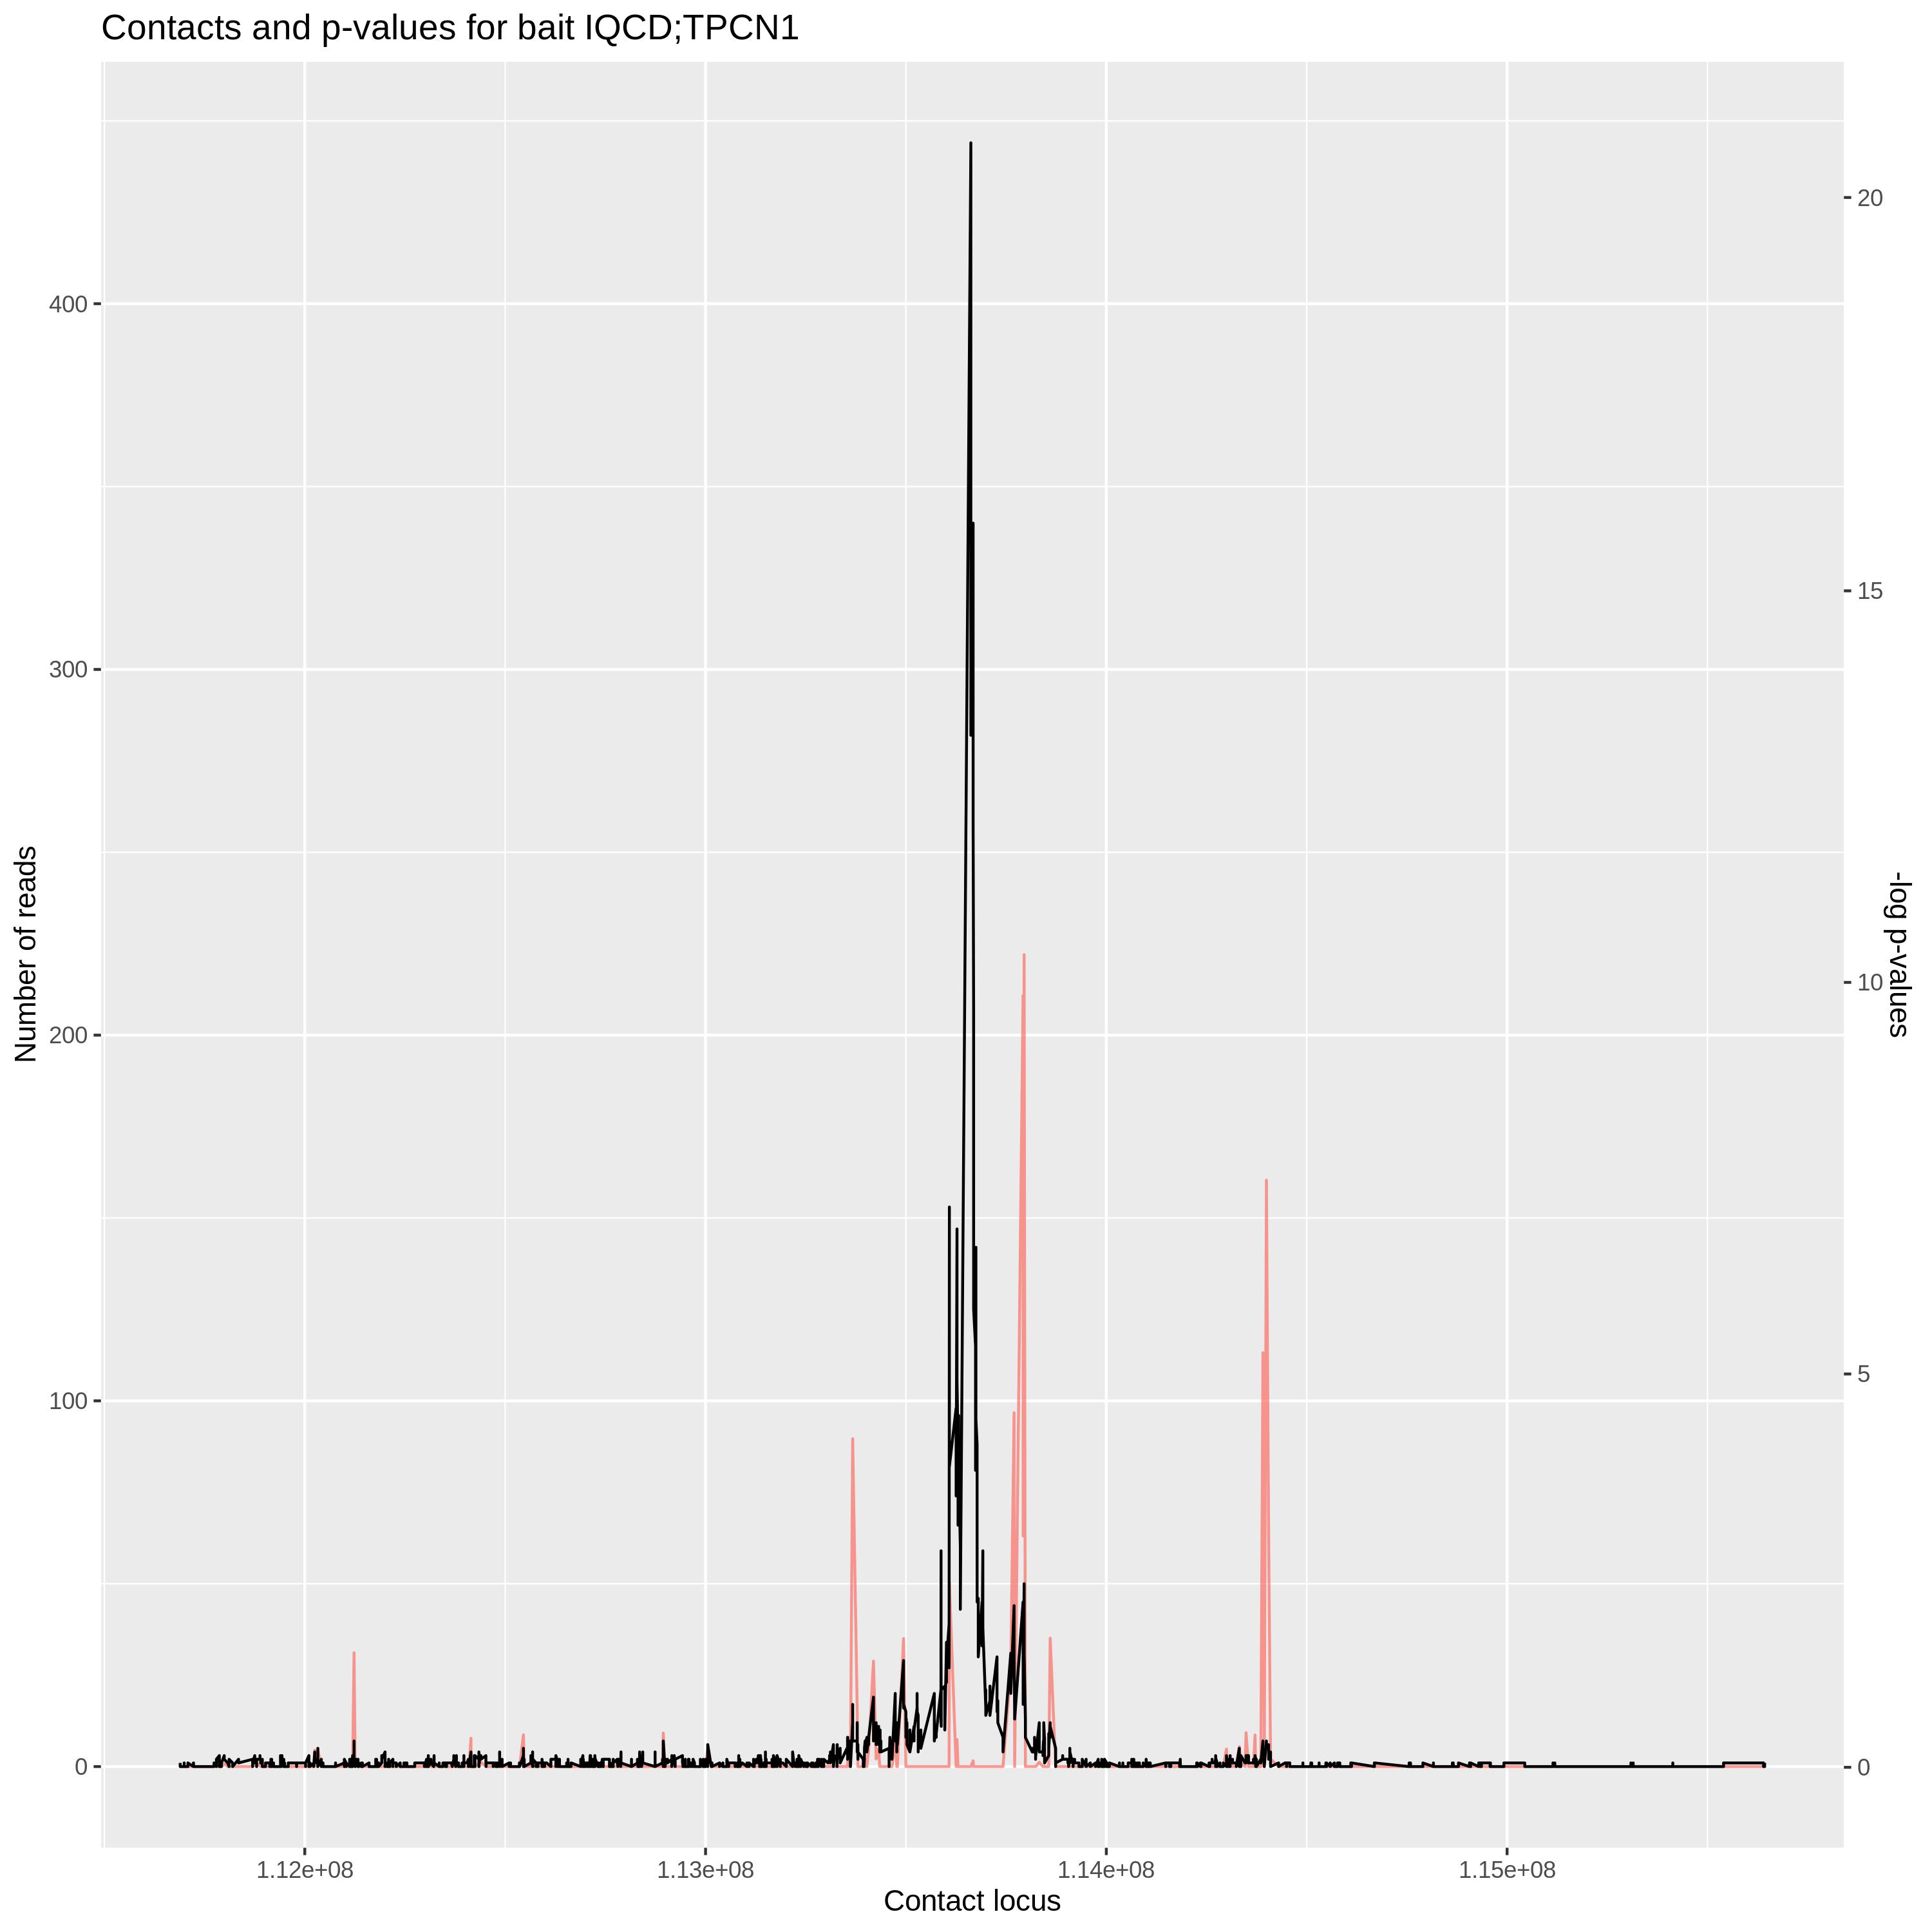 Contacts and p-values for bait IQCD;TPCN1
Number of reads
400
300
200
100
0
20
15
10
5
0
-log p-values
1.12e+08
1.13e+08
1.14e+08
1.15e+08
Contact locus